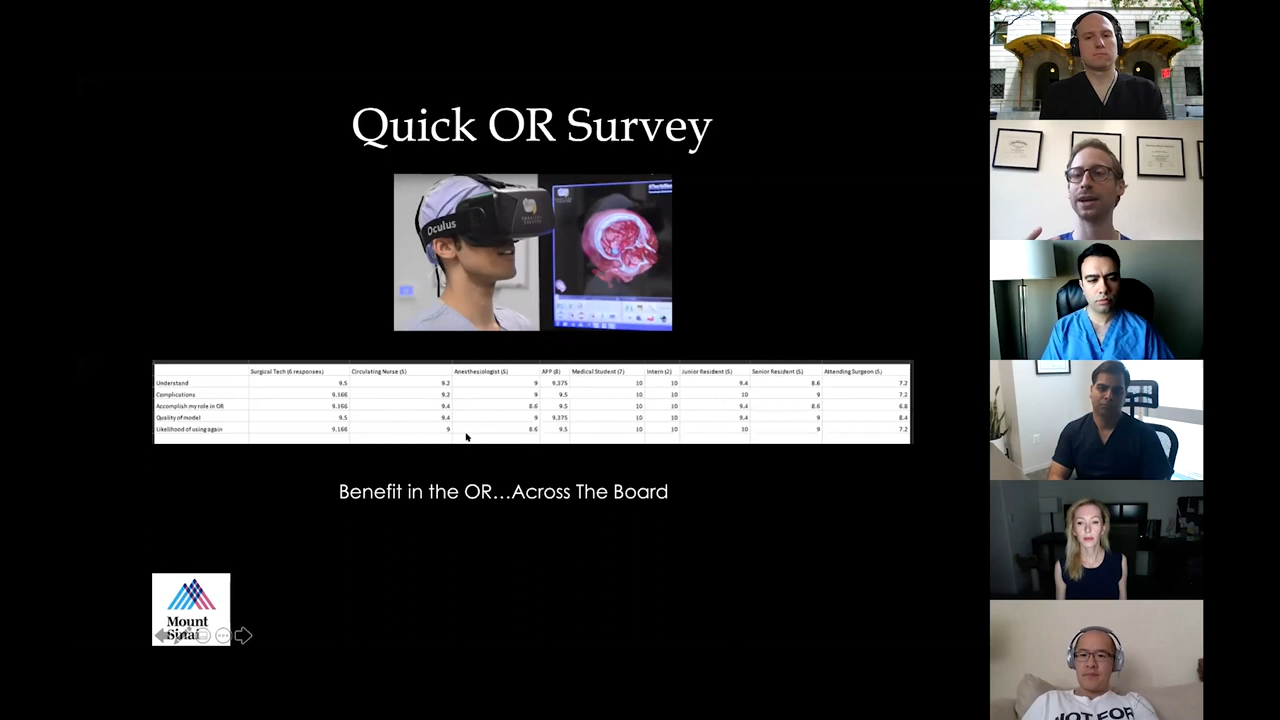 Quick OR Survey
Oculus
Surgical Tech (6 responses) Circulating Nurse (5) Anesthesiologist (5) APP (8) Medical Student (7) Intern (2) Junior Resident (5) Senior Resident (5) Attending Surgeon (5)
Understand 9.5 9.2 9 9.375 10 10 9.4 8.6 7.2
Complications 9.166 9.2 9 9.5 10 10 10 9 7.2
Accomplish my role in OR 9.166 9.4 8.6 9.5 10 10 9.4 8.6 6.8
Quality of model 9.5 9.4 9 9.375 10 10 9.4 9 8.4
Likelihood of using again 9.166 9 8.6 9.5 10 10 9 9 7.2
Benefit in the OR...Across The Board
Mount
Sinai
NOT FOR